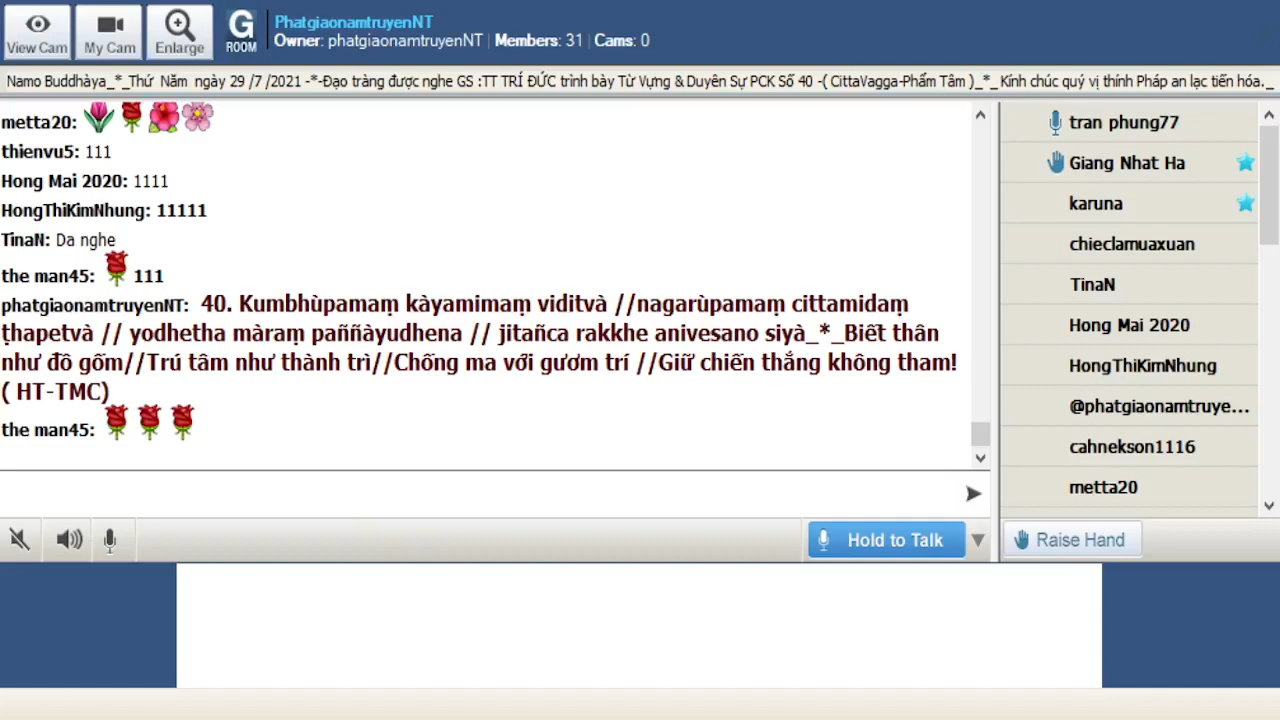 View Cam
My Cam
Enlarge
G
ROOM
PhatgiaonamtruyenNT
Owner: phatgiaonamtruyenNT | Members: 31 | Cams: 0
Namo Buddhàya_*_Thứ Năm ngày 29 /7 /2021 -*-Đạo tràng được nghe GS :TT TRÍ ĐỨC trình bày Từ Vựng & Duyên Sự PCK Số 40 -( CittaVagga-Phẩm Tâm )_*_ Kính chúc quý vị thính Pháp an lạc tiến hóa._
metta20:
thienvu5: 111
Hong Mai 2020: 1111
HongThiKimNhung: 11111
TinaN: Da nghe
the man45: 111
phatgiaonamtruyenNT: 40. Kumbhùpamaṃ kàyamimaṃ viditvà //nagarùpamaṃ cittamidaṃ
ṭhapetvà // yodhetha màraṃ paññàyudhena // jitañca rakkhe anivesano siyà_*_Biết thân
như đồ gốm//Trú tâm như thành trì//Chống ma với gươm trí //Giữ chiến thắng không tham!
( HT-TMC)
the man45:
tran phung77
Giang Nhat Ha
karuna
chieclamuaxuan
TinaN
Hong Mai 2020
HongThiKimNhung
@phatgiaonamtruye...
cahnekson1116
metta20
Hold to Talk
Raise Hand